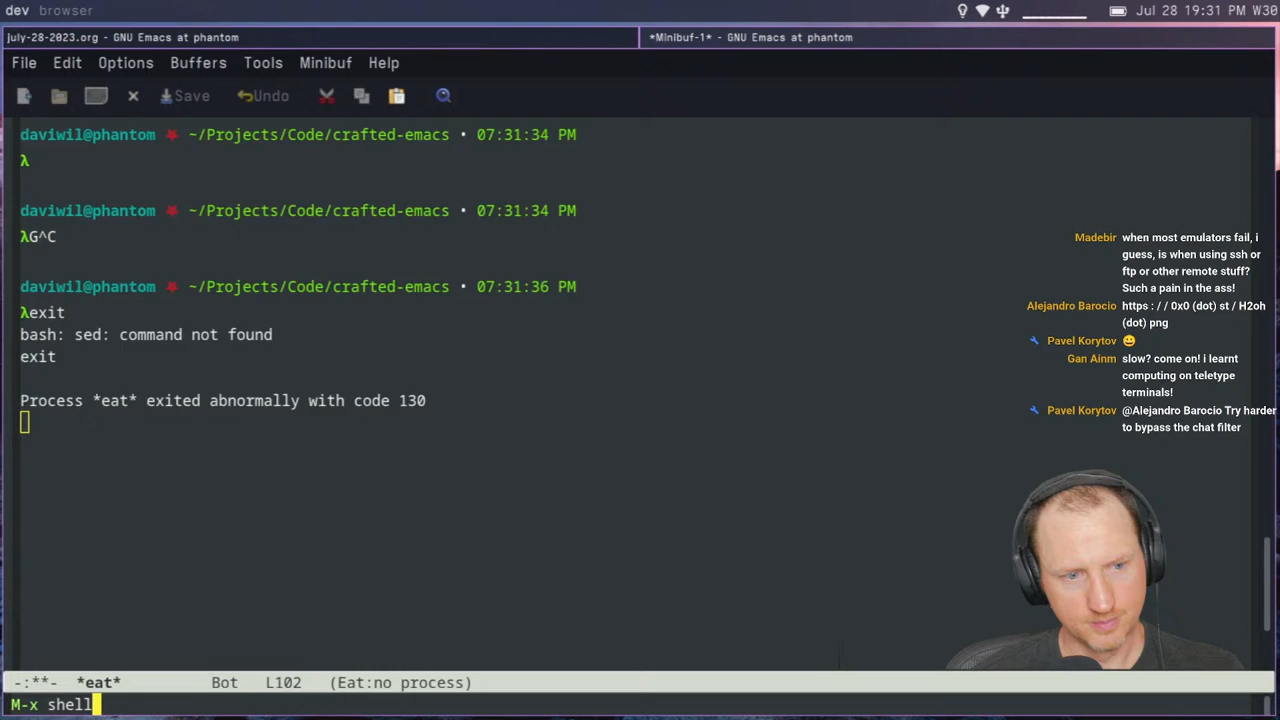 dev browser
Jul 28 19:31 PM W30
july-28-2023.org - GNU Emacs at phantom
*Minibuf-1* - GNU Emacs at phantom
File Edit Options Buffers Tools Minibuf Help
Save Undo
daviwil@phantom ~/Projects/Code/crafted-emacs • 07:31:34 PM
λ
daviwil@phantom ~/Projects/Code/crafted-emacs • 07:31:34 PM
λG^C
daviwil@phantom ~/Projects/Code/crafted-emacs • 07:31:36 PM
λexit
bash: sed: command not found
exit
Process *eat* exited abnormally with code 130
Madebir when most emulators fail, i
guess, is when using ssh or
ftp or other remote stuff?
Such a pain in the ass!
Alejandro Barocio https : / / 0x0 (dot) st / H2oh
(dot) png
Pavel Korytov 😀
Gan Ainm slow? come on! i learnt
computing on teletype
terminals!
Pavel Korytov @Alejandro Barocio Try harder
to bypass the chat filter
-:**- *eat* Bot L102 (Eat:no process)
M-x shell